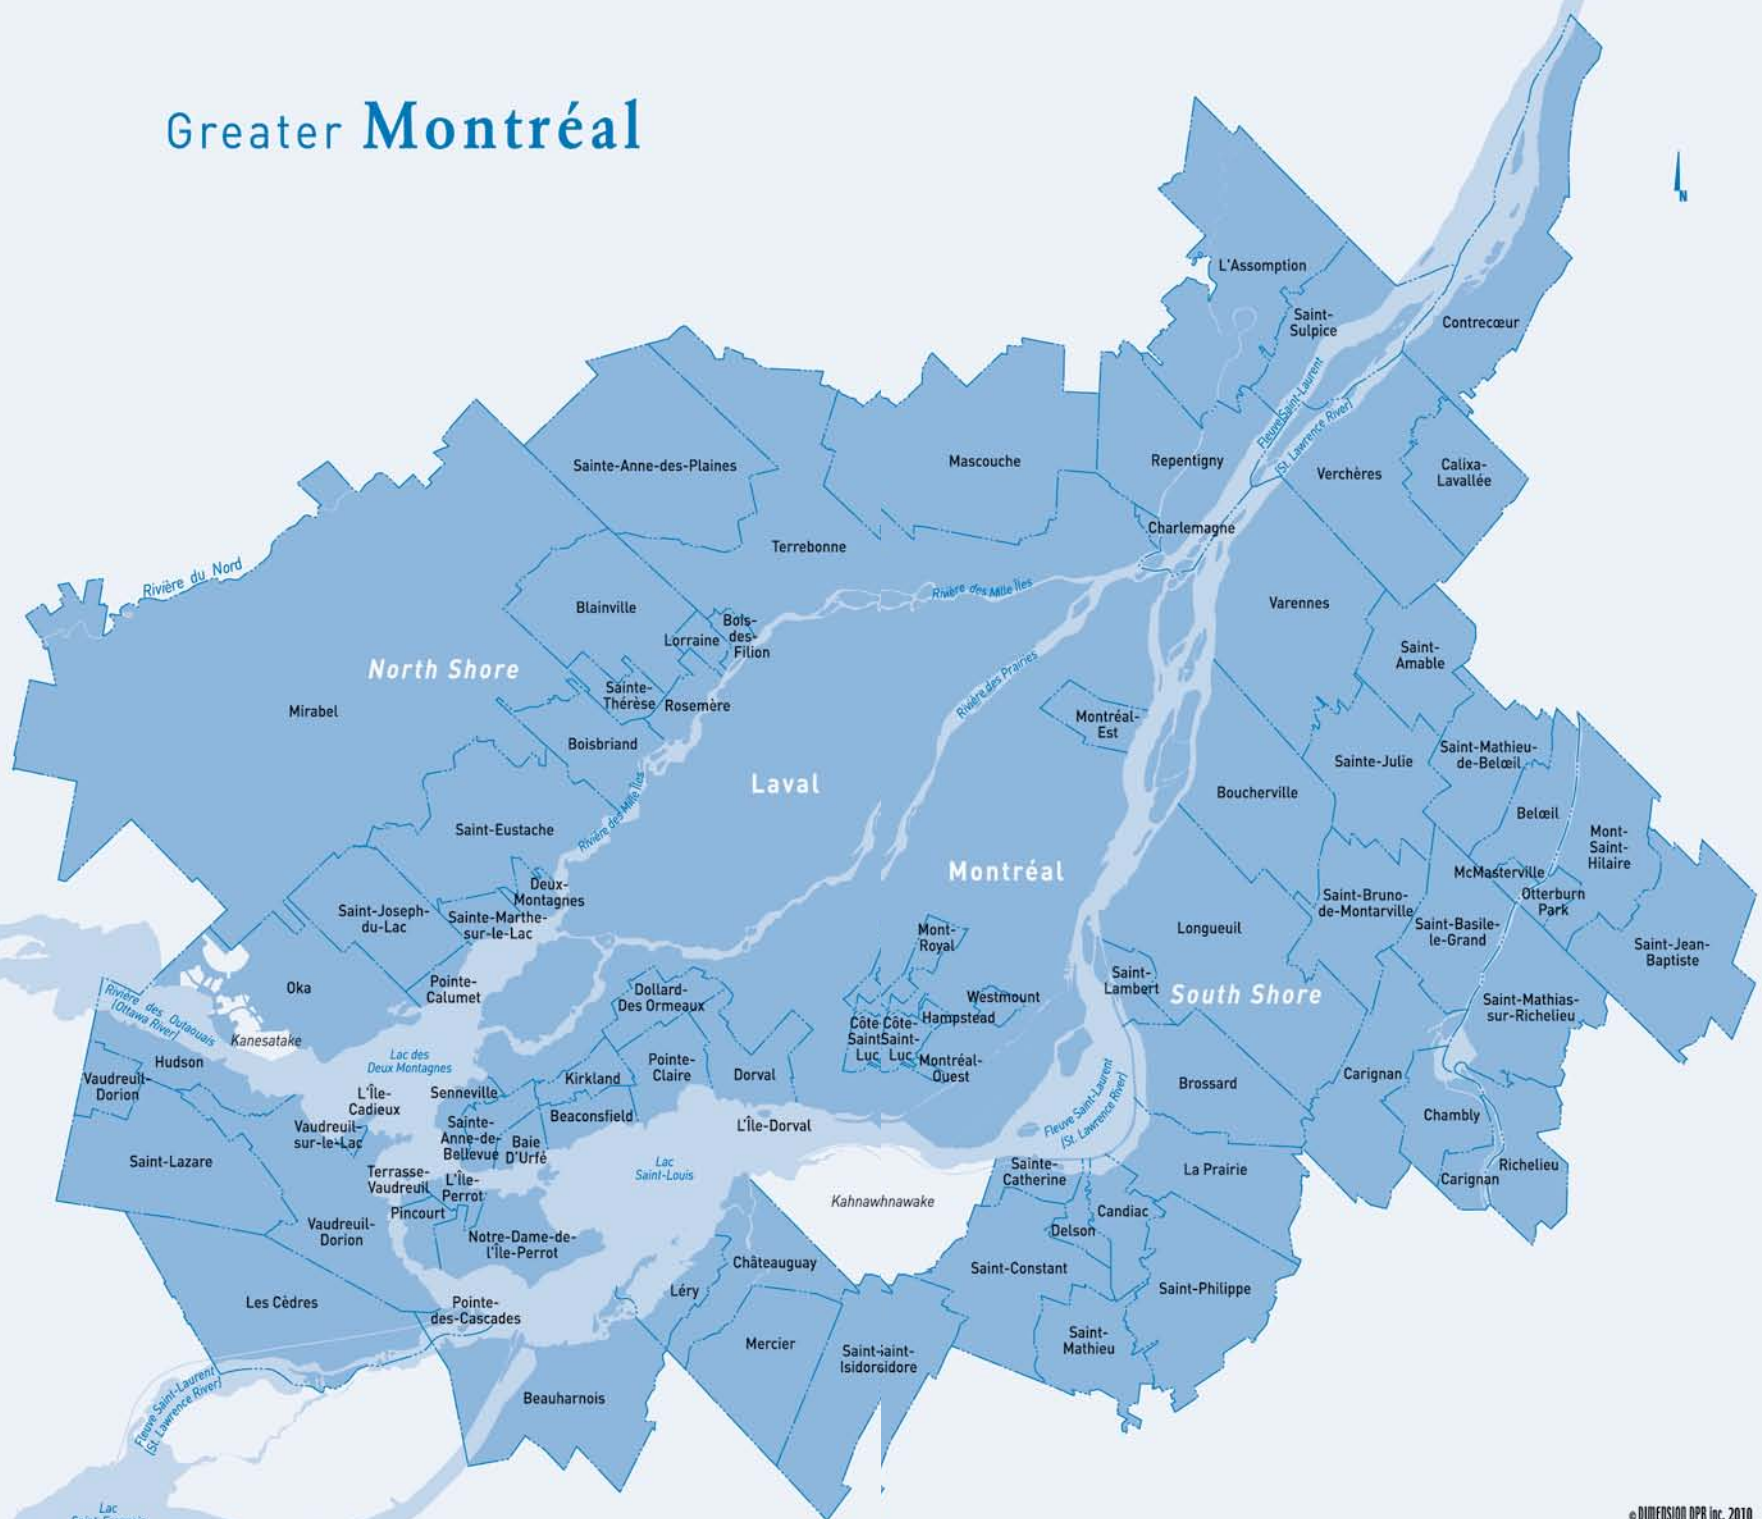 Greater Montréal
N
L'Assomption
Saint-
Sulpice
Contrecœur
Fleuve Saint-Laurent
(St. Lawrence River)
Sainte-Anne-des-Plaines
Mascouche
Repentigny
Verchères
Calixa-
Lavallée
Charlemagne
Terrebonne
Rivière du Nord
Rivière des Mille Îles
Blainville
Lorraine
Bois-
des-
Filion
Varennes
Saint-
Amable
North Shore
Mirabel
Sainte-
Thérèse
Rosemère
Rivière des Prairies
Montréal-
Est
Boisbriand
Laval
Sainte-Julie
Saint-Mathieu-
de-Belœil
Boucherville
Belœil
Rivière des Mille Îles
Saint-Eustache
Mont-
Saint-
Hilaire
Montréal
McMasterville
Otterburn
Park
Deux-
Montagnes
Saint-Joseph-
du-Lac
Sainte-Marthe-
sur-le-Lac
Saint-Bruno-
de-Montarville
Saint-Basile-
le-Grand
Longueuil
Mont-
Royal
Saint-Jean-
Baptiste
Oka
Pointe-
Calumet
Dollard-
Des Ormeaux
Westmount
Saint-
Lambert
South Shore
Saint-Mathias-
sur-Richelieu
Rivière des Outaouais
(Ottawa River)
Kanesatake
Hampstead
Côte Côte-
SaintSaint-
Luc Luc
Montréal-
Ouest
Hudson
Lac des
Deux Montagnes
Vaudreuil-
Dorion
Kirkland
Pointe-
Claire
Dorval
Brossard
Carignan
L'Île-
Cadieux
Senneville
Beaconsfield
L'Île-Dorval
Fleuve Saint-Laurent
(St. Lawrence River)
Chambly
Vaudreuil-
sur-le-Lac
Sainte-
Anne-de-
Bellevue
Baie
D'Urfé
Saint-Lazare
Lac
Saint-Louis
Terrasse-
Vaudreuil
L'Île-
Perrot
Sainte-
Catherine
La Prairie
Richelieu
Carignan
Kahnawhnawake
Pincourt
Candiac
Delson
Vaudreuil-
Dorion
Notre-Dame-de-
l'Île-Perrot
Châteauguay
Saint-Constant
Léry
Saint-Philippe
Les Cèdres
Pointe-
des-Cascades
Mercier
Saint-
Mathieu
Saint-saint-
Isidorsidore
Fleuve Saint-Laurent
(St. Lawrence River)
Beauharnois
Lac
© DIMENSION DPR inc. 2010